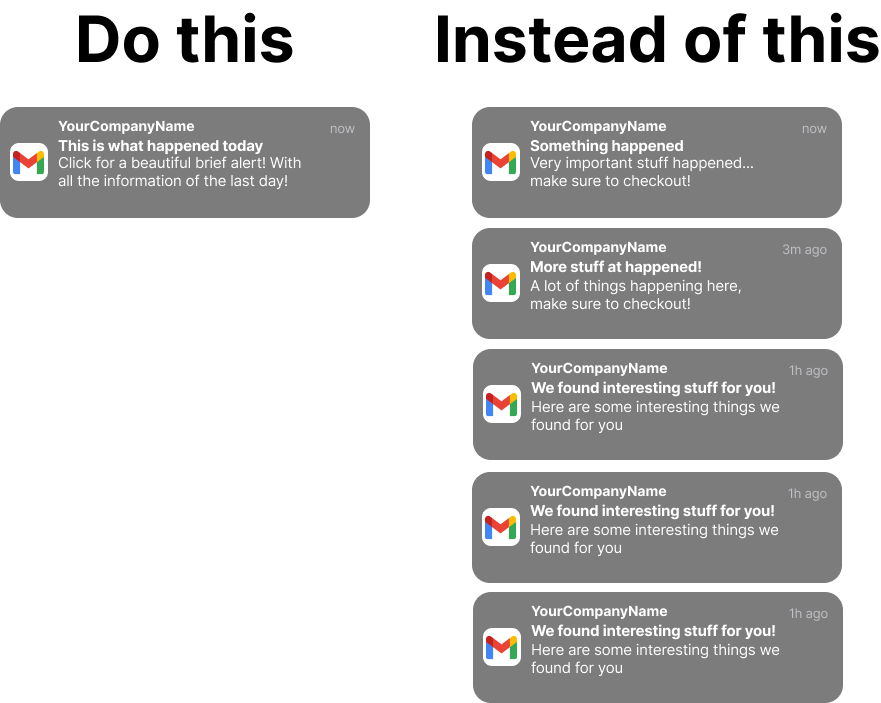 Do this
YourCompanyName
now
This is what happened today
Click for a beautiful brief alert! With
all the information of the last day!
Instead of this
YourCompanyName
now
Something happened
Very important stuff happened...
make sure to checkout!
YourCompanyName
3m ago
More stuff at happened!
A lot of things happening here,
make sure to checkout!
YourCompanyName
1h ago
We found interesting stuff for you!
Here are some interesting things we
found for you
YourCompanyName
1h ago
We found interesting stuff for you!
Here are some interesting things we
found for you
YourCompanyName
1h ago
We found interesting stuff for you!
Here are some interesting things we
found for you